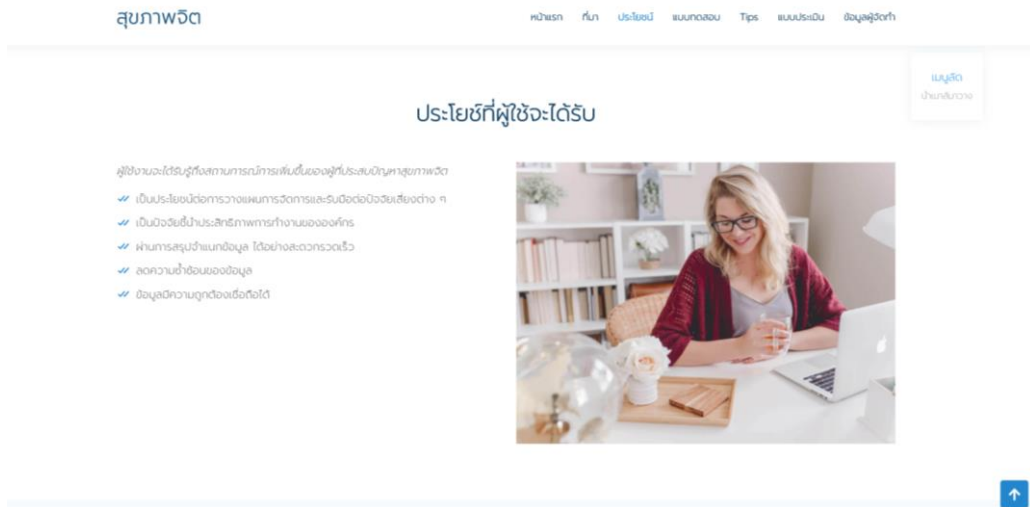 สุขภาพจิต
หน้าแรก ที่มา ประโยชน์ แบบทดสอบ Tips แบบประเมิน ข้อมูลผู้จัดทำ
เมนูลัด
นำเมาส์มาวาง
ประโยช์ที่ผู้ใช้จะได้รับ
ผู้ใช้งานจะได้รับรู้ถึงสถานการณ์การเพิ่มขึ้นของผู้ที่ประสบปัญหาสุขภาพจิต
เป็นประโยชน์ต่อการวางแผนการจัดการและรับมือต่อปัจจัยเสี่ยงต่าง ๆ
เป็นปัจจัยชี้นำประสิทธิภาพการทำงานขององค์กร
ผ่านการสรุปจำแนกข้อมูล ได้อย่างสะดวกรวดเร็ว
ลดความซ้ำซ้อนของข้อมูล
ข้อมูลมีความถูกต้องเชื่อถือได้